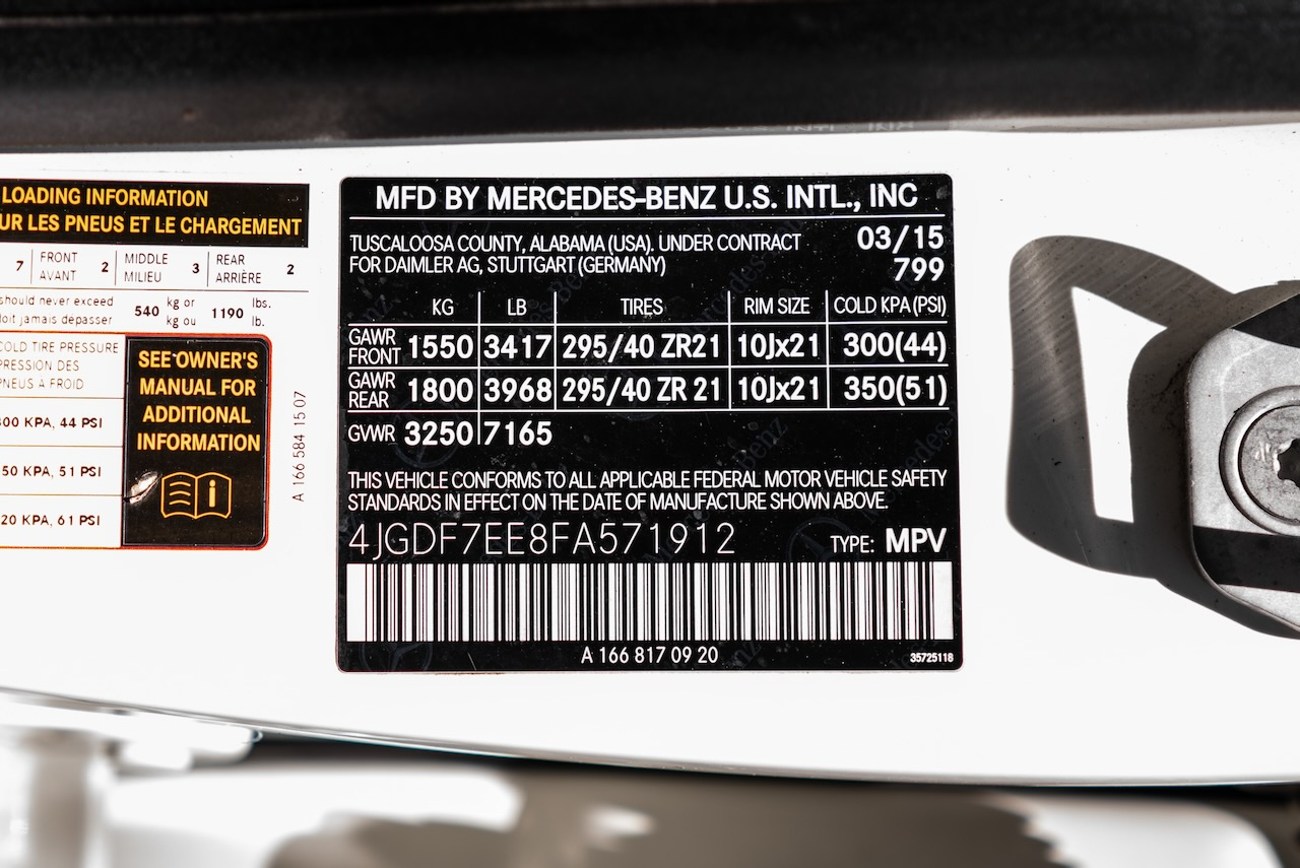 LOADING INFORMATION
UR LES PNEUS ET LE CHARGEMENT
7 FRONT AVANT 2 MIDDLE MILIEU 3 REAR ARRIÈRE 2
should never exceed 540 kg or 1190 lbs.
doit jamais depasser kg ou lb.
COLD TIRE PRESSURE
PRESSION DES
PNEUS A FROID
300 KPA, 44 PSI
50 KPA, 51 PSI
20 KPA, 61 PSI
SEE OWNER'S
MANUAL FOR
ADDITIONAL
INFORMATION
A 166 584 15 07
MFD BY MERCEDES-BENZ U.S. INTL., INC
TUSCALOOSA COUNTY, ALABAMA (USA). UNDER CONTRACT 03/15
FOR DAIMLER AG, STUTTGART (GERMANY) 799
KG LB TIRES RIM SIZE COLD KPA(PSI)
GAWR FRONT 1550 3417 295/40 ZR21 10Jx21 300(44)
GAWR REAR 1800 3968 295/40 ZR 21 10Jx21 350(51)
GVWR 3250 7165
THIS VEHICLE CONFORMS TO ALL APPLICABLE FEDERAL MOTOR VEHICLE SAFETY
STANDARDS IN EFFECT ON THE DATE OF MANUFACTURE SHOWN ABOVE.
4JGDF7EE8FA571912 TYPE: MPV
A 166 817 09 20
35725118